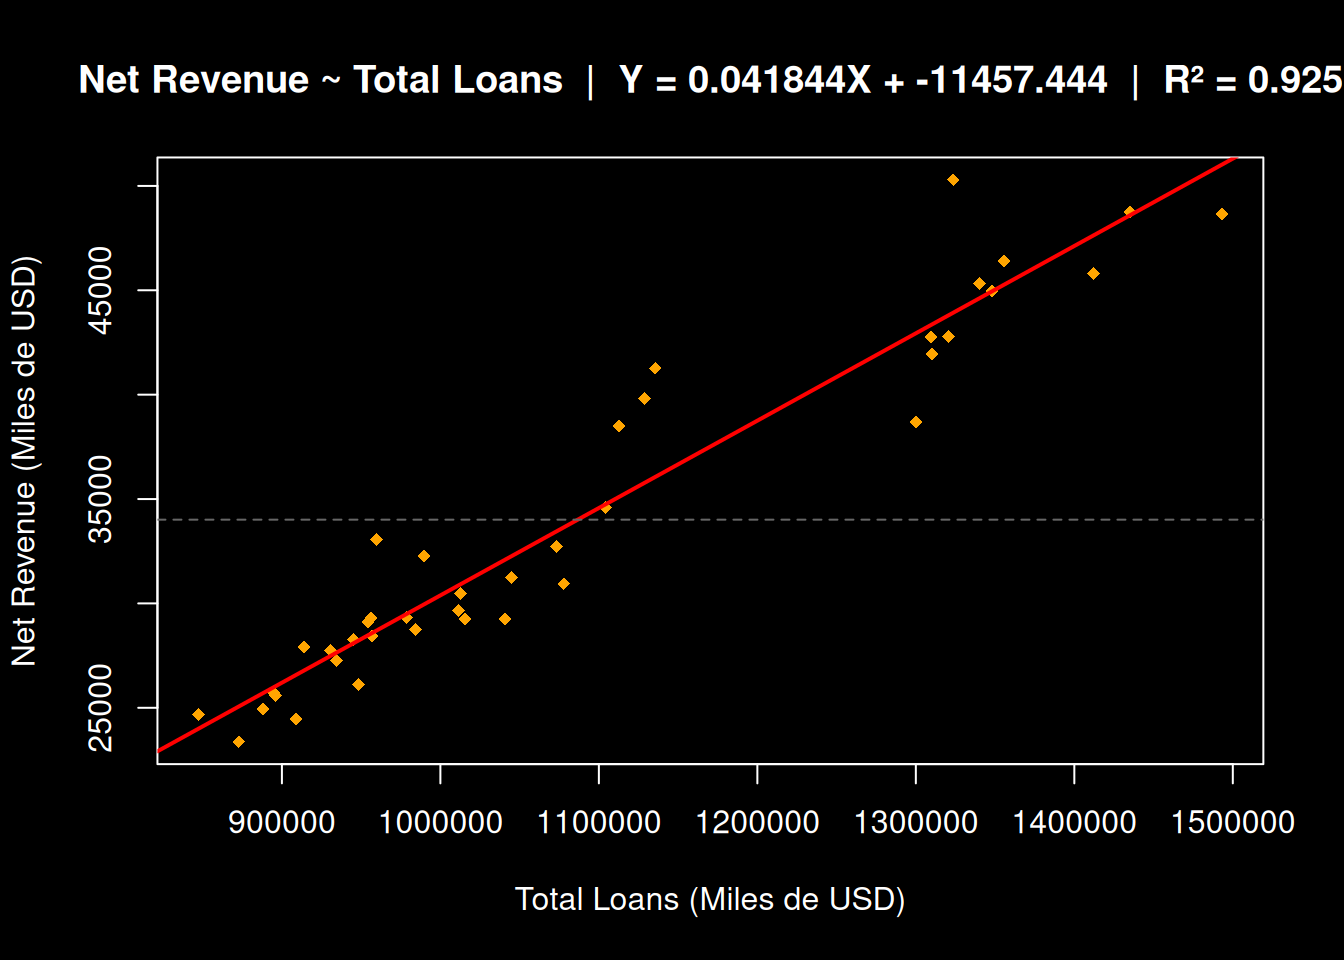 Net Revenue ~ Total Loans | Y = 0.041844X + -11457.444 | R² = 0.925
Net Revenue (Miles de USD)
45000
35000
25000
900000 1000000 1100000 1200000 1300000 1400000 1500000
Total Loans (Miles de USD)